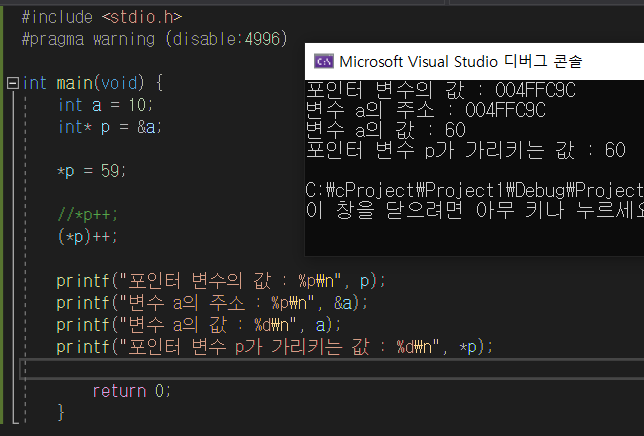 #include <stdio.h>
#pragma warning (disable:4996)
int main(void) {
int a = 10;
int* p = &a;
*p = 59;
//*p++;
(*p)++;
printf("포인터 변수의 값 : %p₩n", p);
printf("변수 a의 주소 : %p₩n", &a);
printf("변수 a의 값 : %d₩n", a);
printf("포인터 변수 p가 가리키는 값 : %d₩n", *p);
return 0;
}
Microsoft Visual Studio 디버그 콘솔
포인터 변수의 값 : 004FFC9C
변수 a의 주소 : 004FFC9C
변수 a의 값 : 60
포인터 변수 p가 가리키는 값 : 60
C:₩cProject₩Project1₩Debug₩Project
이 창을 닫으려면 아무 키나 누르세요